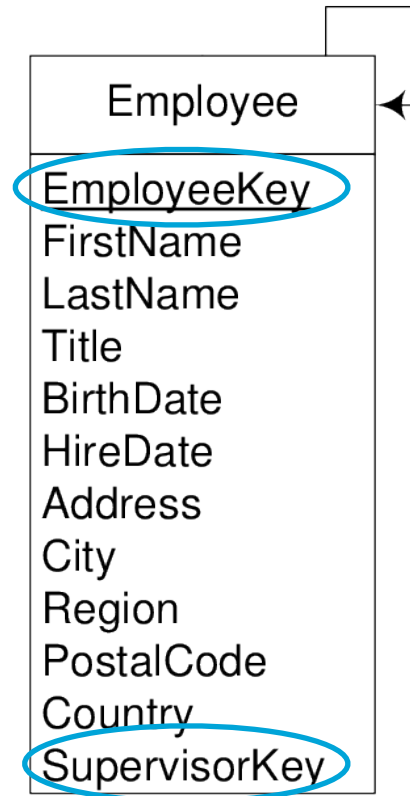 Employee
EmployeeKey
FirstName
LastName
Title
BirthDate
HireDate
Address
City
Region
PostalCode
Country
SupervisorKey